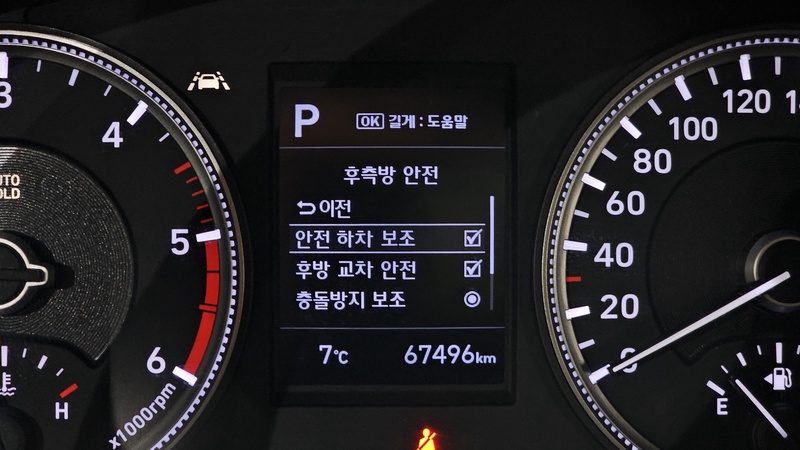 P OK 길게 : 도움말
후측방 안전
이전
안전 하차 보조
후방 교차 안전
충돌방지 보조
7℃ 67496km
3
4
5
6
x1000rpm
H
0
20
40
60
80
100
120
E